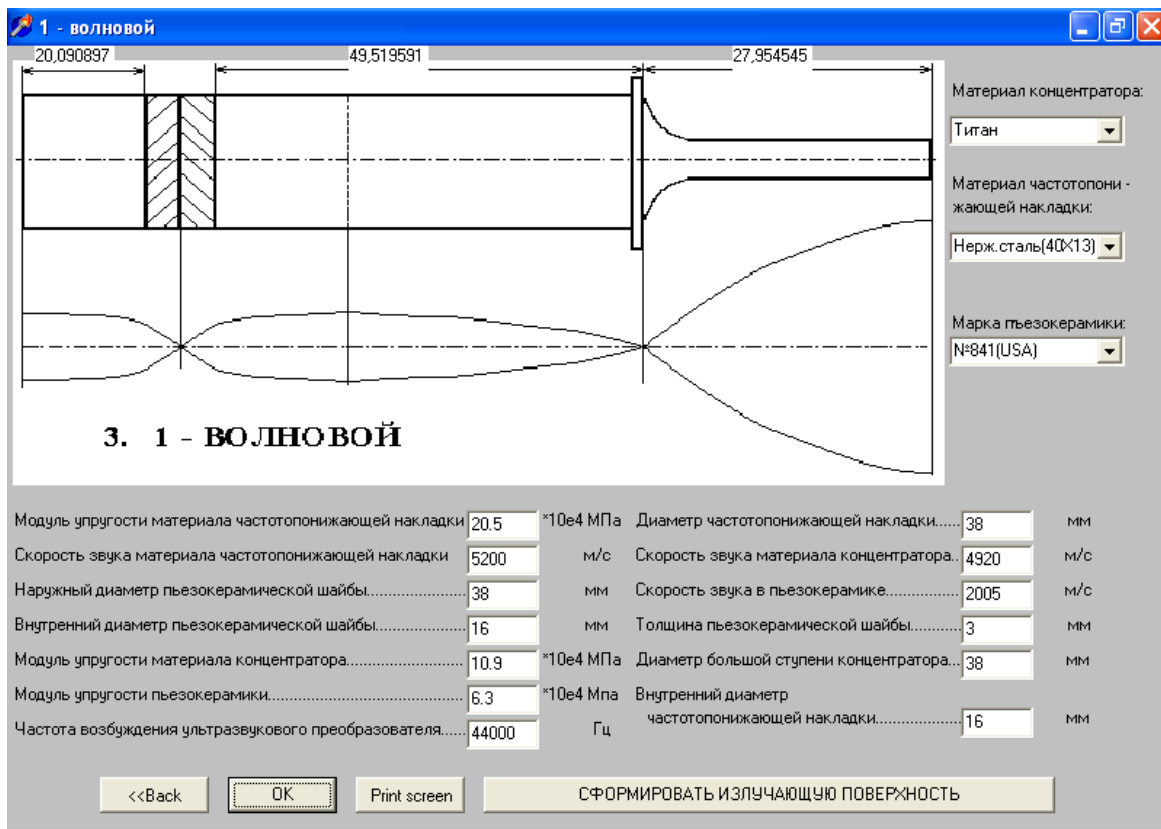 1 - волновой
20,090897 49,519591 27,954545
Материал концентратора:
Титан
Материал частотопони -
жающей накладки:
Нерж.сталь(40X13)
Марка пьезокерамики:
№841(USA)
3. 1 - ВОЛНОВОЙ
Модуль упругости материала частотопонижающей накладки 20.5 *10e4 МПа Диаметр частотопонижающей накладки..... 38 мм
Скорость звука материала частотопонижающей накладки 5200 м/с Скорость звука материала концентратора.. 4920 м/с
Наружный диаметр пьезокерамической шайбы................... 38 мм Скорость звука в пьезокерамике............... 2005 м/с
Внутренний диаметр пьезокерамической шайбы.................. 16 мм Толщина пьезокерамической шайбы........ 3 мм
Модуль упругости материала концентратора....................... 10.9 *10e4 МПа Диаметр большой ступени концентратора... 38 мм
Модуль упругости пьезокерамики................................... 6.3 *10e4 Мпа Внутренний диаметр
частотопонижающей накладки................... 16 мм
Частота возбуждения ультразвукового преобразователя..... 44000 Гц
<<Back OK Print screen СФОРМИРОВАТЬ ИЗЛУЧАЮЩУЮ ПОВЕРХНОСТЬ